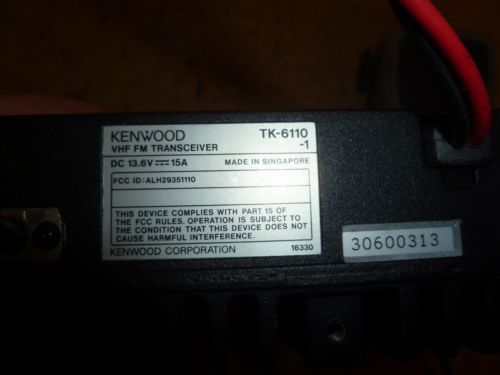 KENWOOD TK-6110
VHF FM TRANSCEIVER -1
DC 13.6V⎓15A MADE IN SINGAPORE
FCC ID: ALH29351110
THIS DEVICE COMPLIES WITH PART 15 OF
THE FCC RULES. OPERATION IS SUBJECT TO
THE CONDITION THAT THIS DEVICE DOES NOT
CAUSE HARMFUL INTERFERENCE.
KENWOOD CORPORATION 16330
30600313